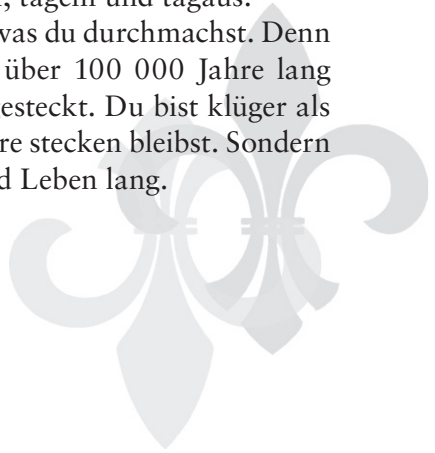 tagein und tagaus.
was du durchmachst. Denn
über 100 000 Jahre lang
gesteckt. Du bist klüger als
re stecken bleibst. Sondern
d Leben lang.